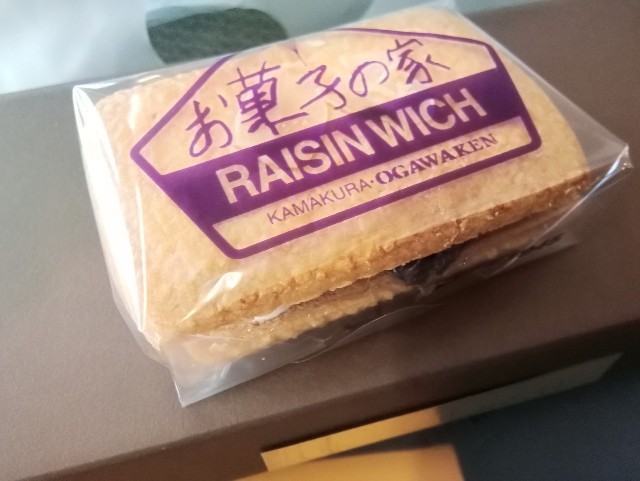 お菓子の家
RAISIN WICH
KAMAKURA·OGAWAKEN